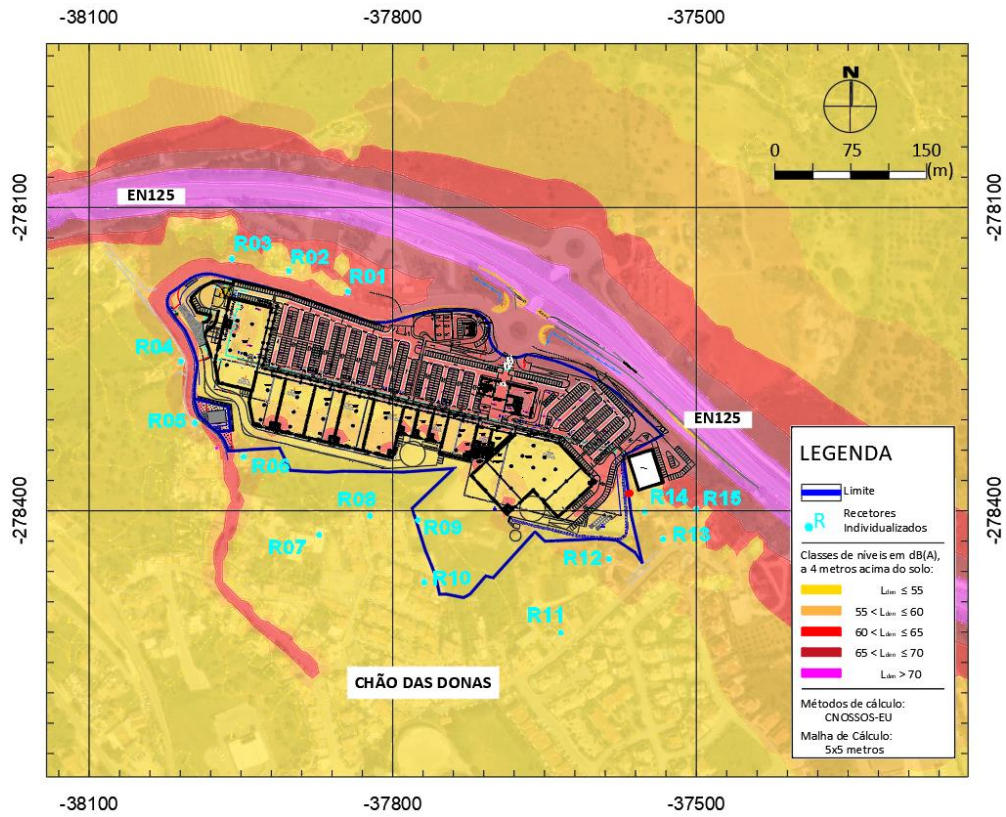 -38100 -37800 -37500
N
0 75 150
(m)
EN125
-278100 -278100
R03
R02
R01
R04
R05
EN125
R06
R14 R15
R08
R09
-278400 -278400
R07
R13
R12
R10
R11
CHÃO DAS DONAS
LEGENDA
Limite
R Recetores
Individualizados
Classes de níveis em dB(A),
a 4 metros acima do solo:
Lden ≤ 55
55 < Lden ≤ 60
60 < Lden ≤ 65
65 < Lden ≤ 70
Lden > 70
Métodos de cálculo:
CNOSSOS-EU
Malha de Cálculo:
5x5 metros
-38100 -37800 -37500